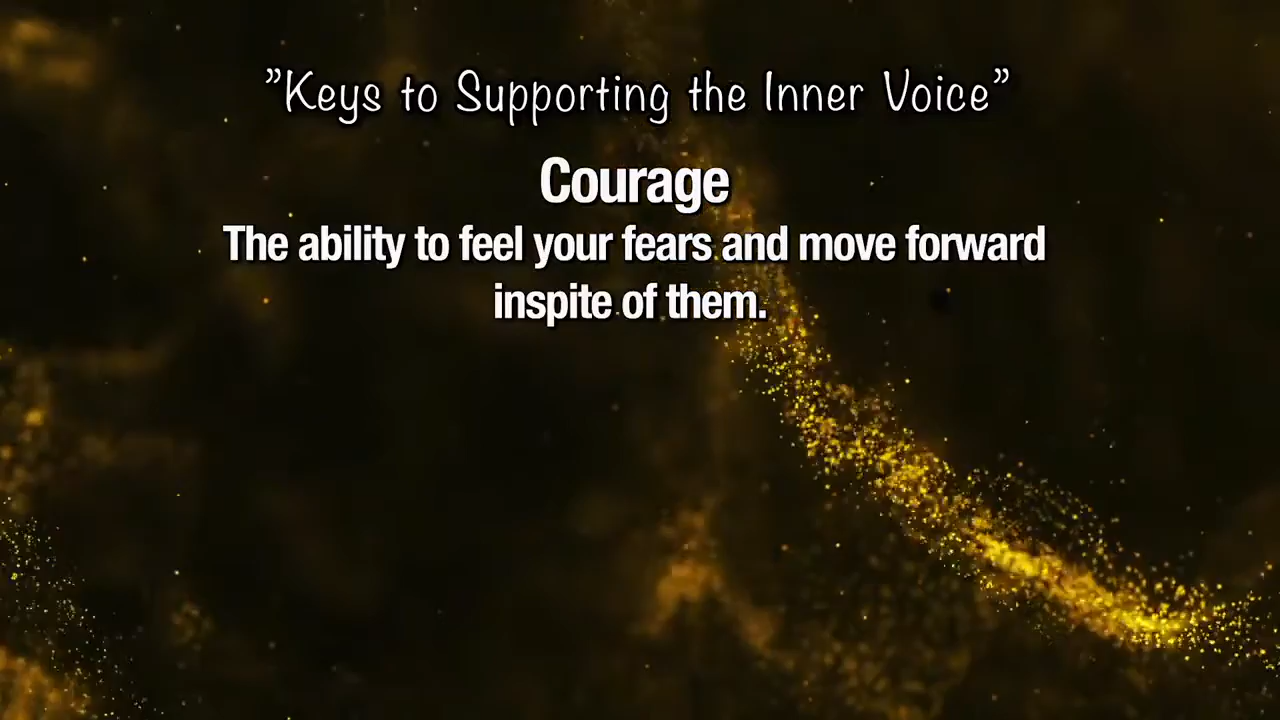 ”Keys to Supporting the Inner Voice”
Courage
The ability to feel your fears and move forward
inspite of them.